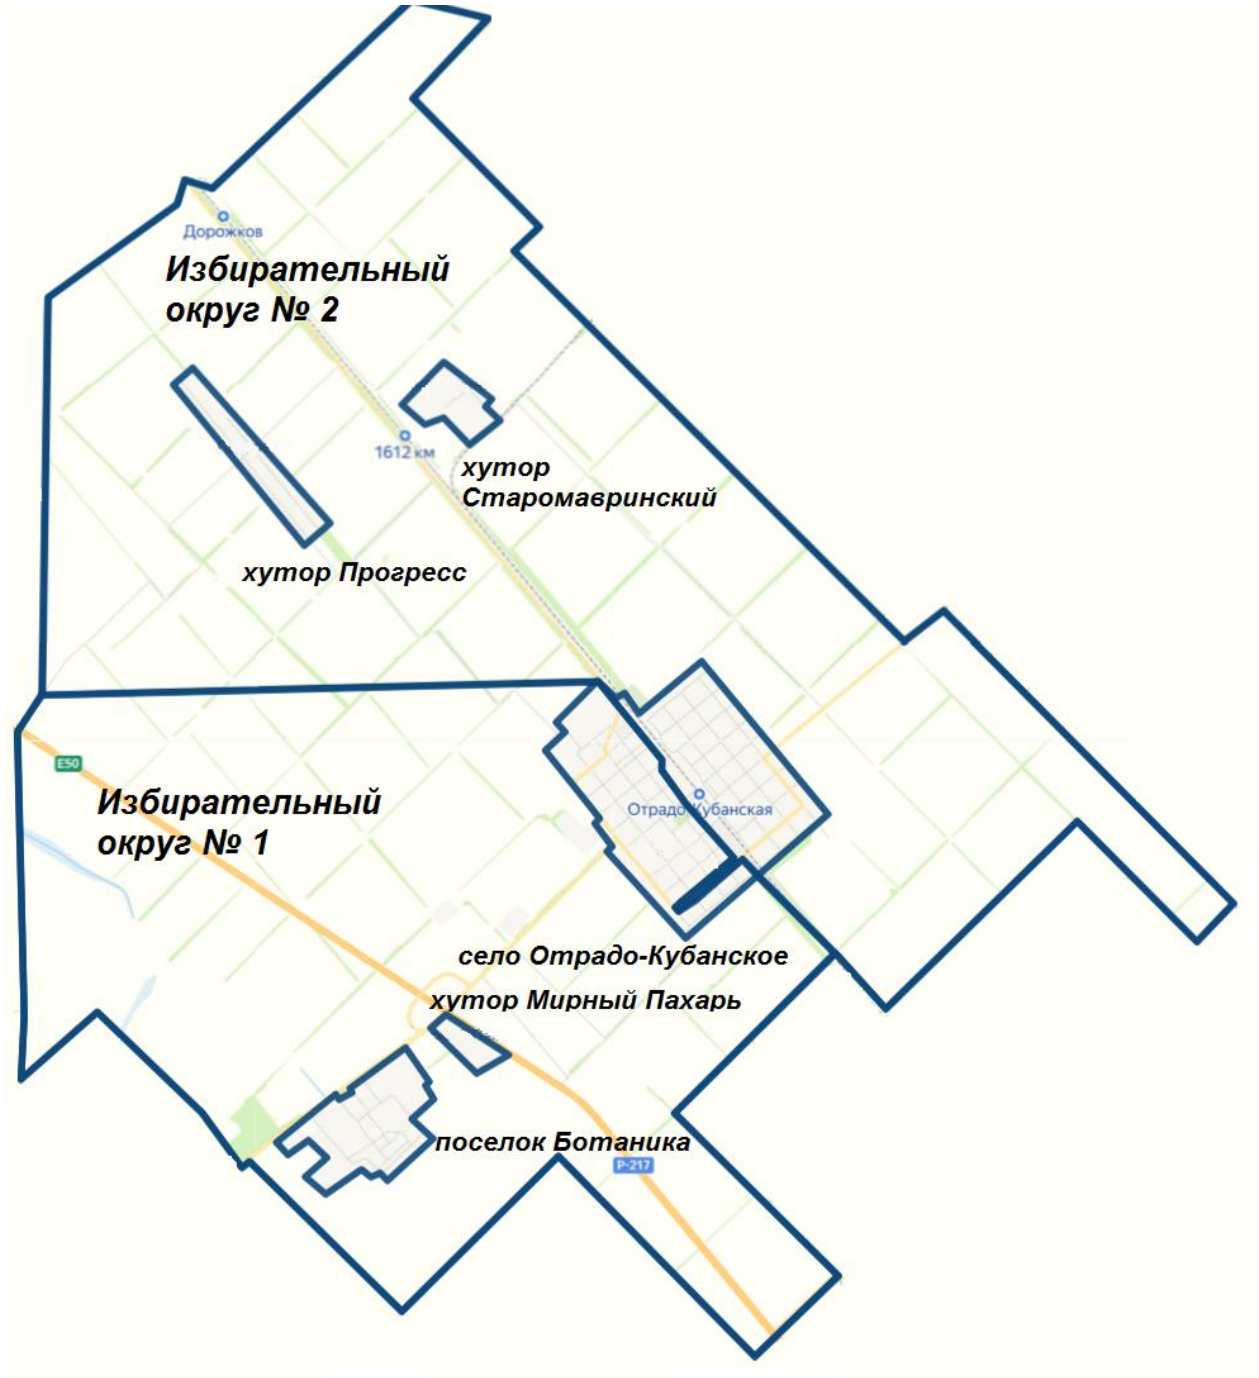 Дорожков
Избирательный
округ № 2
1612 км
хутор
Старомавринский
хутор Прогресс
E50
Избирательный
округ № 1
Отрадо-Кубанская
село Отрадо-Кубанское
хутор Мирный Пахарь
поселок Ботаника
Р-217